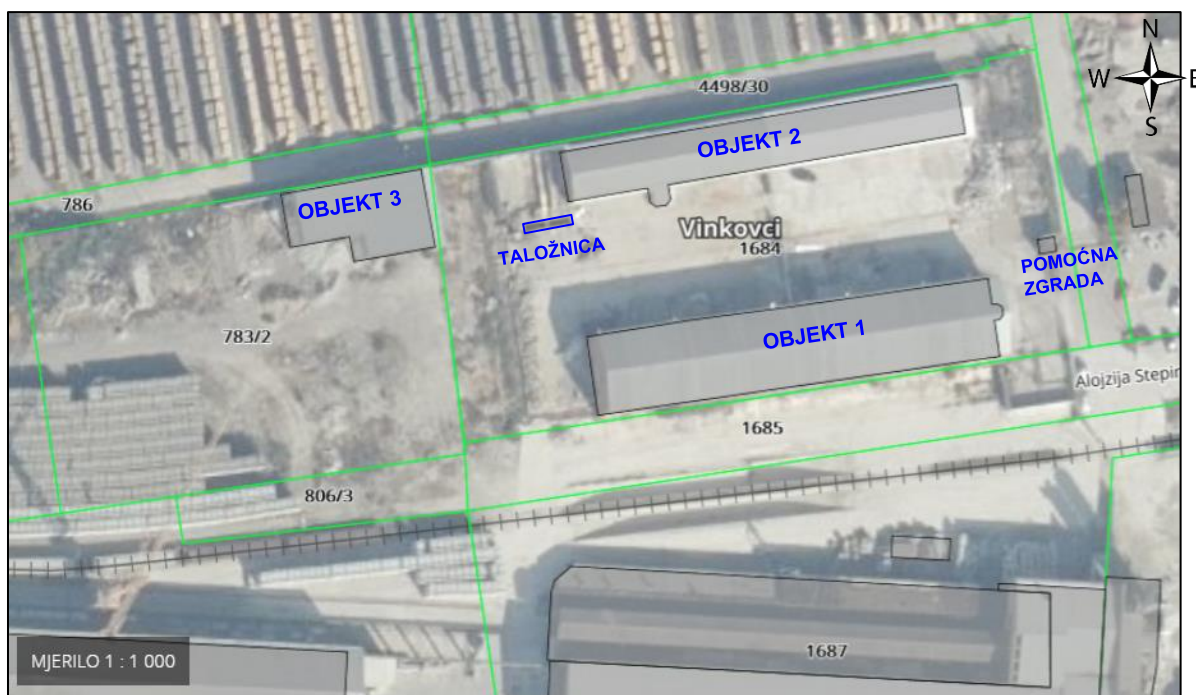 N
W E
S
4498/30
OBJEKT 2
786
OBJEKT 3
Vinkovci
1684
TALOŽNICA
POMOĆNA
ZGRADA
783/2
OBJEKT 1
Alojzija Stepin
1685
806/3
1687
MJERILO 1 : 1 000